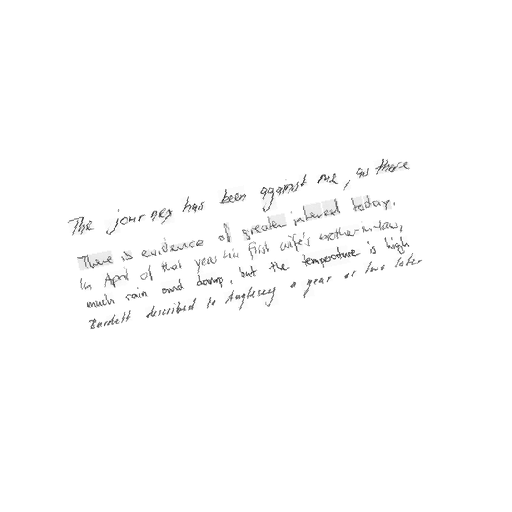 The journey has been against me, as there
There is evidence of greater interest today.
In April of that year his first wife's mother-in-law,
much rain and damp, but the temperature is high
Burdett described to Anglesey a year or two later